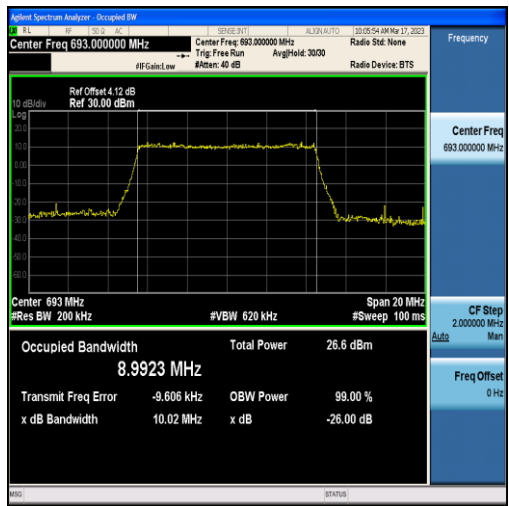 Agilent Spectrum Analyzer - Occupied BW
RL RF 50 Ω AC SENSE:INT ALIGN AUTO 10:05:54 AM Mar 17, 2023
Center Freq 693.000000 MHz Center Freq: 693.000000 MHz Radio Std: None Frequency
Trig: Free Run Avg|Hold: 30/30
#IFGain:Low #Atten: 40 dB Radio Device: BTS
Ref Offset 4.12 dB
10 dB/div Ref 30.00 dBm
Log
20.0
10.0
0.00
-10.0
-20.0
-30.0
-40.0
-50.0
-60.0
Center Freq
693.000000 MHz
Center 693 MHz Span 20 MHz
#Res BW 200 kHz #VBW 620 kHz #Sweep 100 ms
CF Step
2.000000 MHz
Auto Man
Occupied Bandwidth Total Power 26.6 dBm
8.9923 MHz
Transmit Freq Error -9.606 kHz OBW Power 99.00 %
x dB Bandwidth 10.02 MHz x dB -26.00 dB
Freq Offset
0 Hz
MSG STATUS